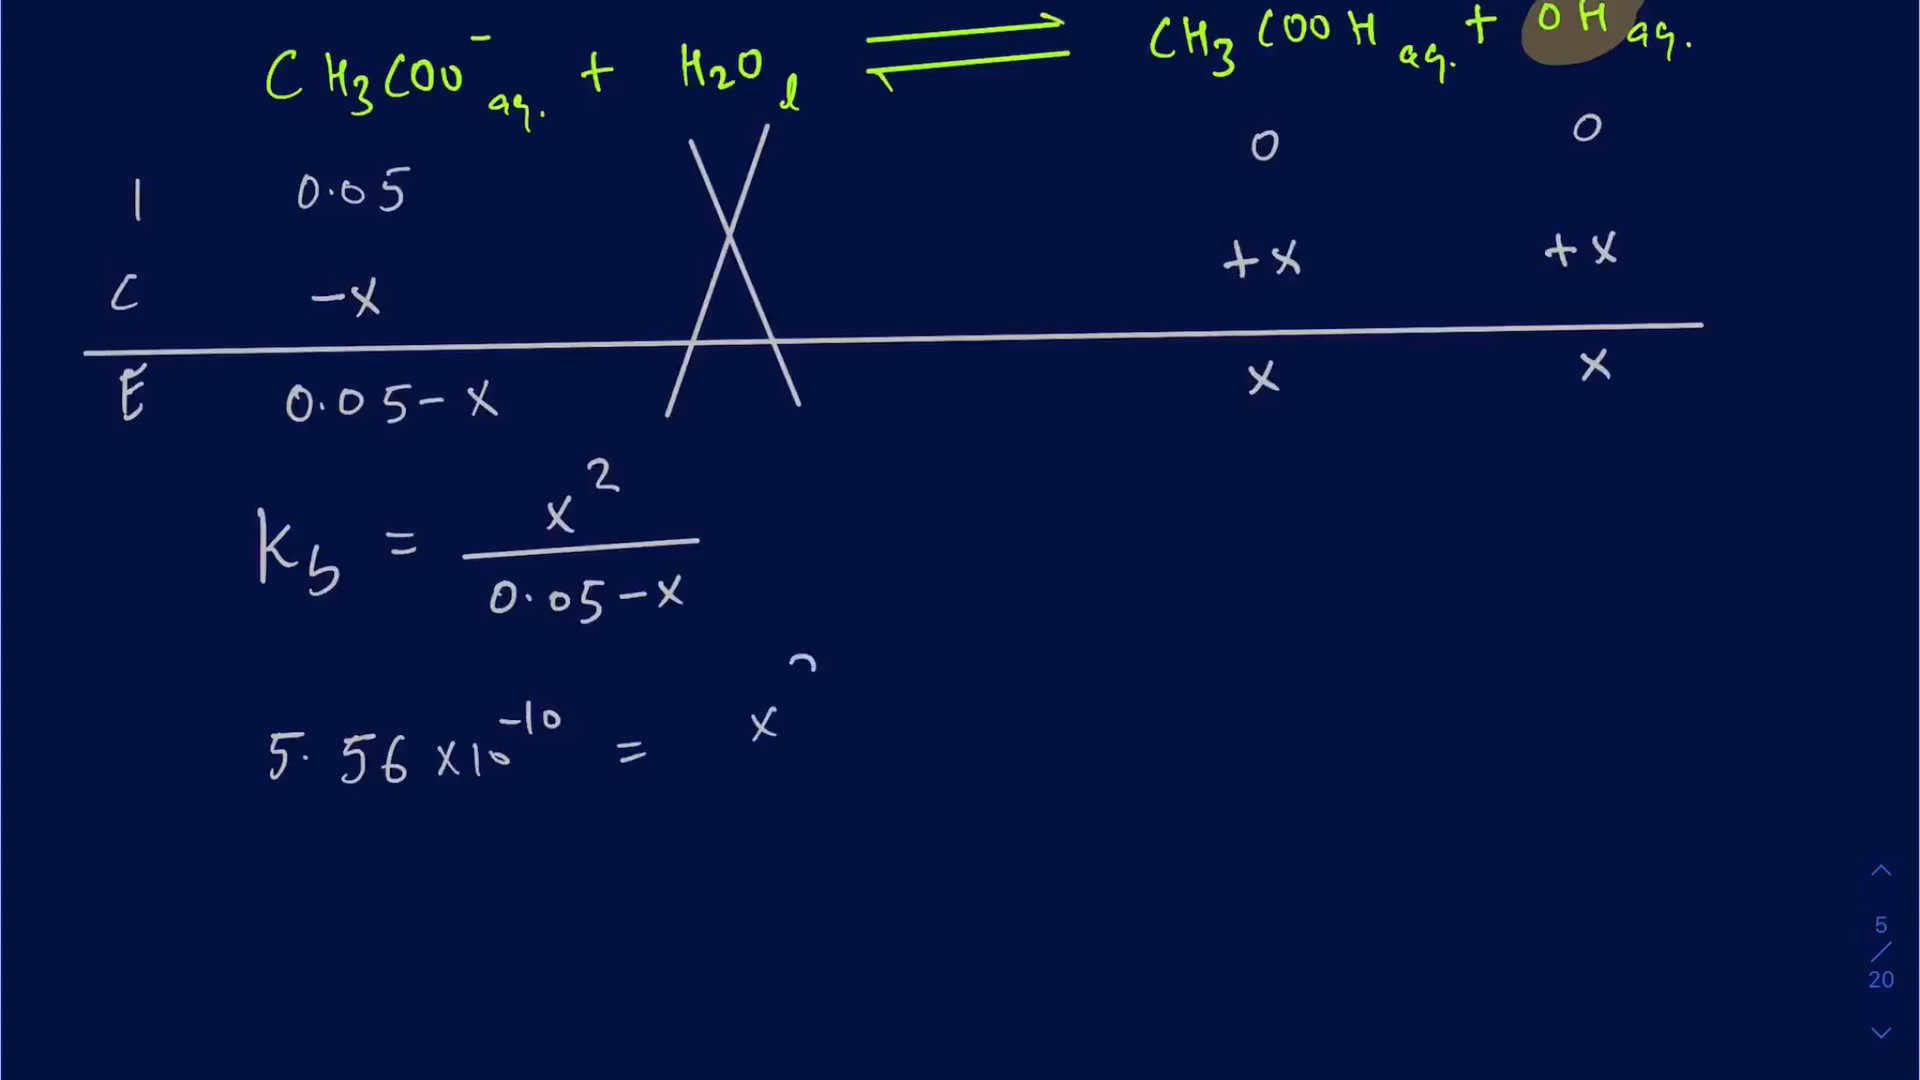 CH₃COO⁻ aq. + H₂O l ⇌ CH₃COOH aq. + OH aq.
I 0.05 0 0
C -x +x +x
E 0.05-x x x
Kb = x² / 0.05-x
5.56 x10⁻¹⁰ = x
5
/
20